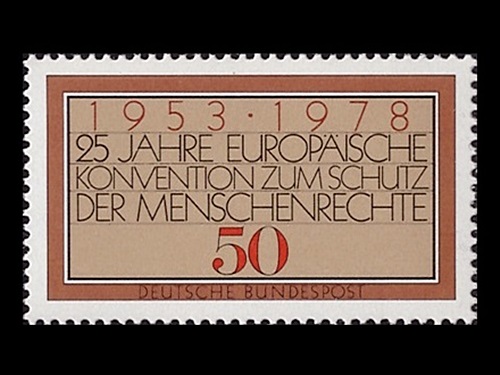 1953·1978
25 JAHRE EUROPÄISCHE
KONVENTION ZUM SCHUTZ
DER MENSCHENRECHTE
50
DEUTSCHE BUNDESPOST